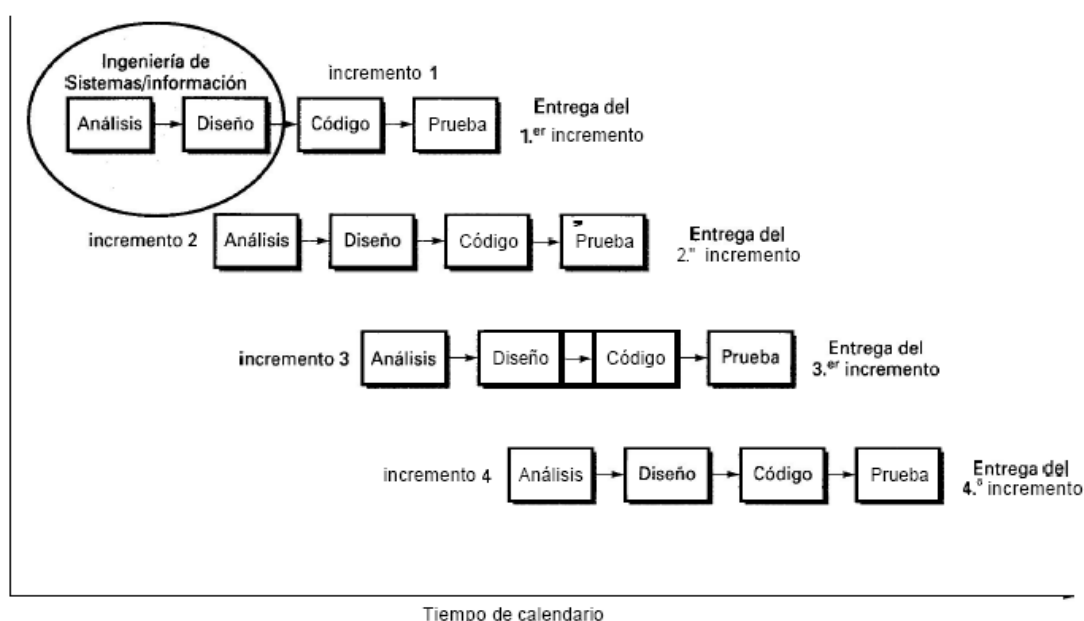 Ingeniería de
Sistemas/información
incremento 1
Análisis
Diseño
Código
Prueba
Entrega del
1.er incremento
incremento 2
Análisis
Diseño
Código
Prueba
Entrega del
2.º incremento
incremento 3
Análisis
Diseño
Código
Prueba
Entrega del
3.er incremento
incremento 4
Análisis
Diseño
Código
Prueba
Entrega del
4.º incremento
Tiempo de calendario